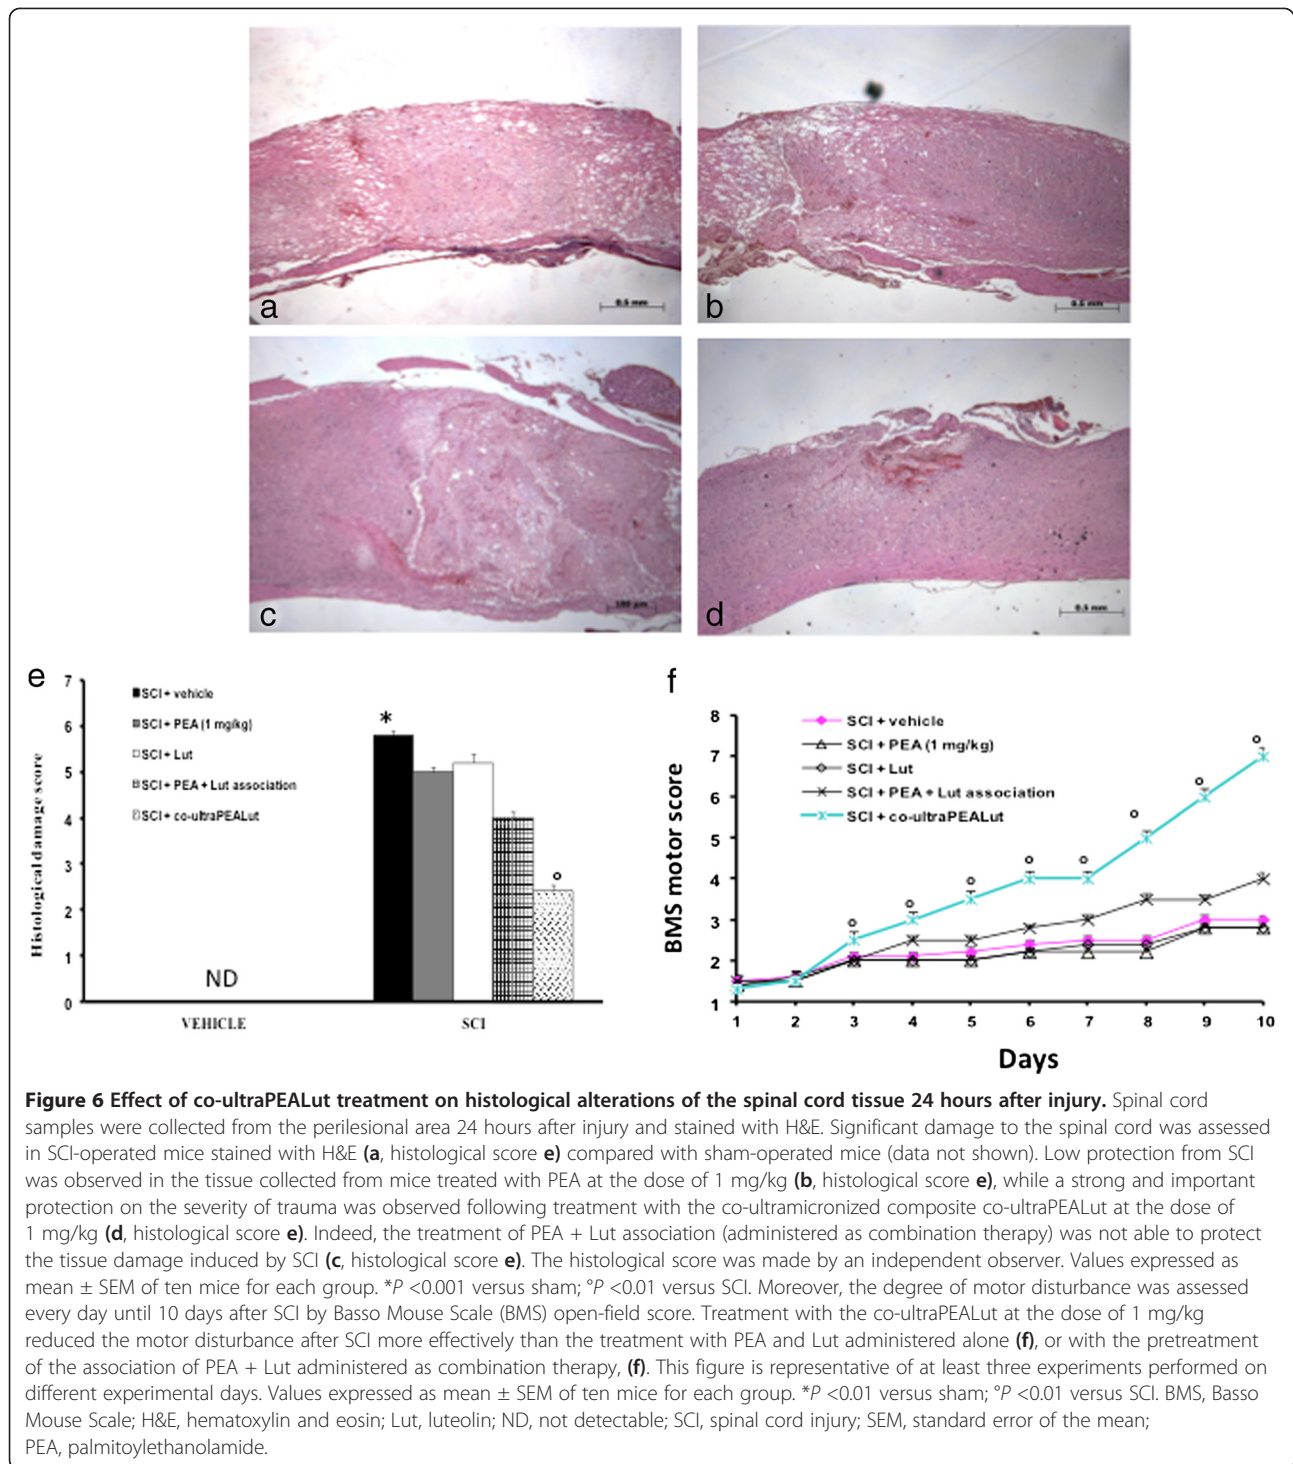 a
0.5 mm
b
0.5 mm
c
100 µm
d
0.5 mm
e
7
6
5
4
3
2
1
0
Histological damage score
SCI + vehicle
SCI + PEA (1 mg/kg)
SCI + Lut
SCI + PEA + Lut association
SCI + co-ultraPEALut
*
°
ND
VEHICLE
SCI
f
8
7
6
5
4
3
2
1
BMS motor score
SCI + vehicle
SCI + PEA (1 mg/kg)
SCI + Lut
SCI + PEA + Lut association
SCI + co-ultraPEALut
° ° ° ° ° ° ° °
1 2 3 4 5 6 7 8 9 10
Days
Figure 6 Effect of co-ultraPEALut treatment on histological alterations of the spinal cord tissue 24 hours after injury. Spinal cord
samples were collected from the perilesional area 24 hours after injury and stained with H&E. Significant damage to the spinal cord was assessed
in SCI-operated mice stained with H&E (a, histological score e) compared with sham-operated mice (data not shown). Low protection from SCI
was observed in the tissue collected from mice treated with PEA at the dose of 1 mg/kg (b, histological score e), while a strong and important
protection on the severity of trauma was observed following treatment with the co-ultramicronized composite co-ultraPEALut at the dose of
1 mg/kg (d, histological score e). Indeed, the treatment of PEA + Lut association (administered as combination therapy) was not able to protect
the tissue damage induced by SCI (c, histological score e). The histological score was made by an independent observer. Values expressed as
mean ± SEM of ten mice for each group. *P <0.001 versus sham; °P <0.01 versus SCI. Moreover, the degree of motor disturbance was assessed
every day until 10 days after SCI by Basso Mouse Scale (BMS) open-field score. Treatment with the co-ultraPEALut at the dose of 1 mg/kg
reduced the motor disturbance after SCI more effectively than the treatment with PEA and Lut administered alone (f), or with the pretreatment
of the association of PEA + Lut administered as combination therapy, (f). This figure is representative of at least three experiments performed on
different experimental days. Values expressed as mean ± SEM of ten mice for each group. *P <0.01 versus sham; °P <0.01 versus SCI. BMS, Basso
Mouse Scale; H&E, hematoxylin and eosin; Lut, luteolin; ND, not detectable; SCI, spinal cord injury; SEM, standard error of the mean;
PEA, palmitoylethanolamide.